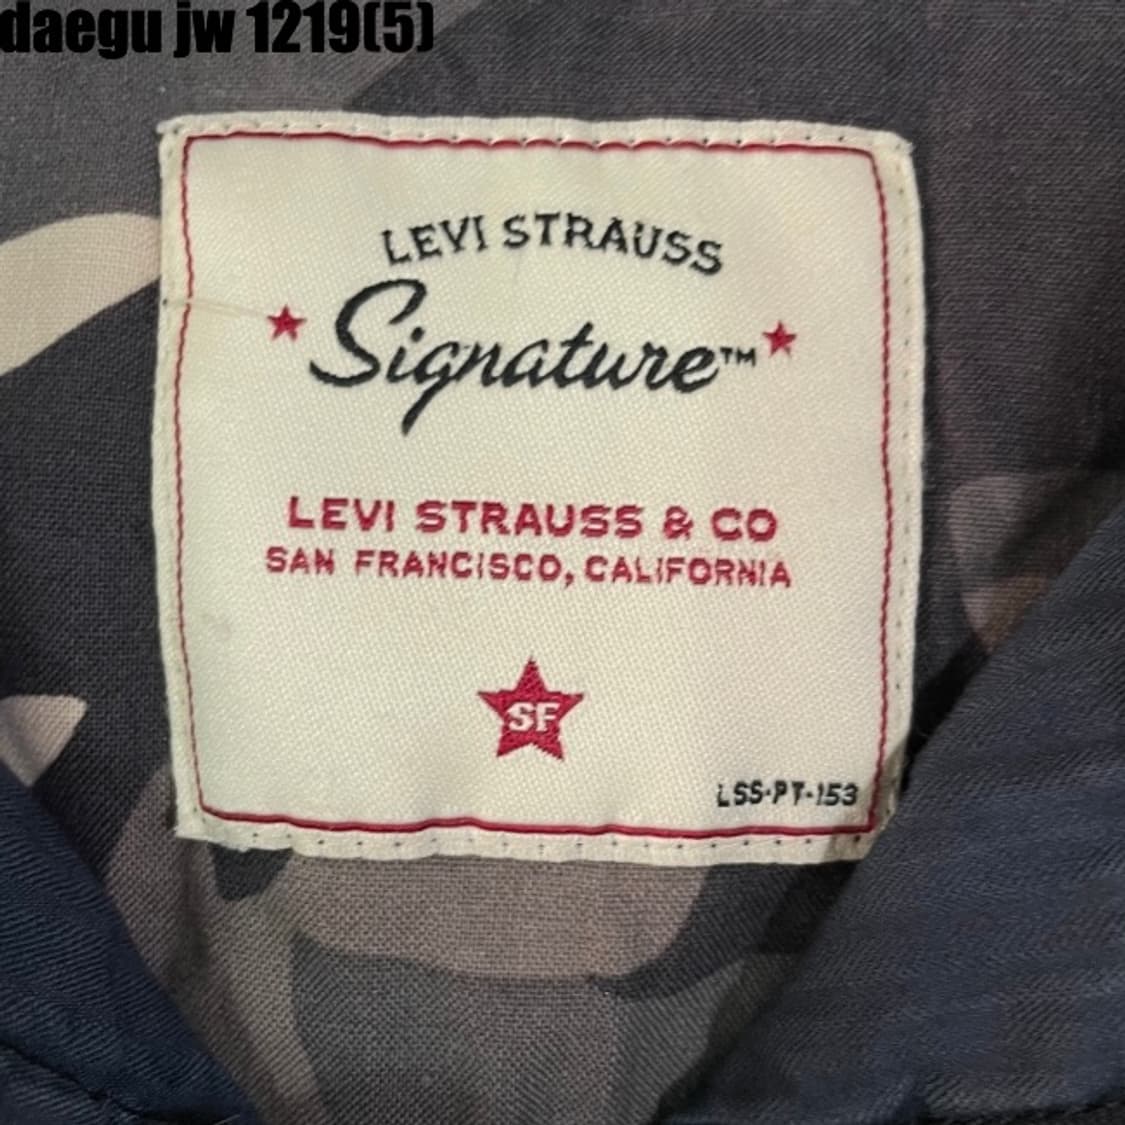 daegu jw 1219(5)
LEVI STRAUSS
Signature™
LEVI STRAUSS & CO
SAN FRANCISCO, CALIFORNIA
SF
LSS-PT-153